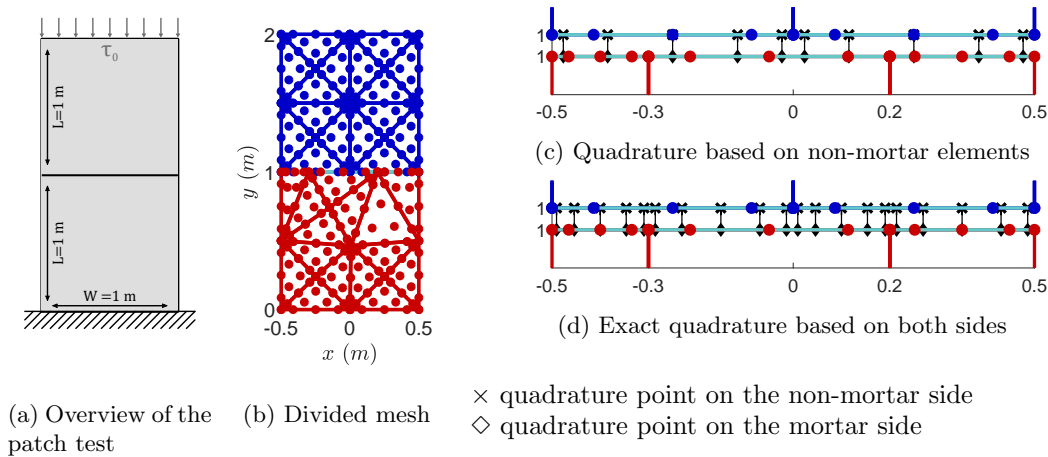 τ₀
L=1 m
L=1 m
W =1 m
(a) Overview of the
patch test
2
1
0
y (m)
-0.5 0 0.5
x (m)
(b) Divided mesh
1
1
-0.5 -0.3 0 0.2 0.5
(c) Quadrature based on non-mortar elements
1
1
-0.5 -0.3 0 0.2 0.5
(d) Exact quadrature based on both sides
× quadrature point on the non-mortar side
◇ quadrature point on the mortar side